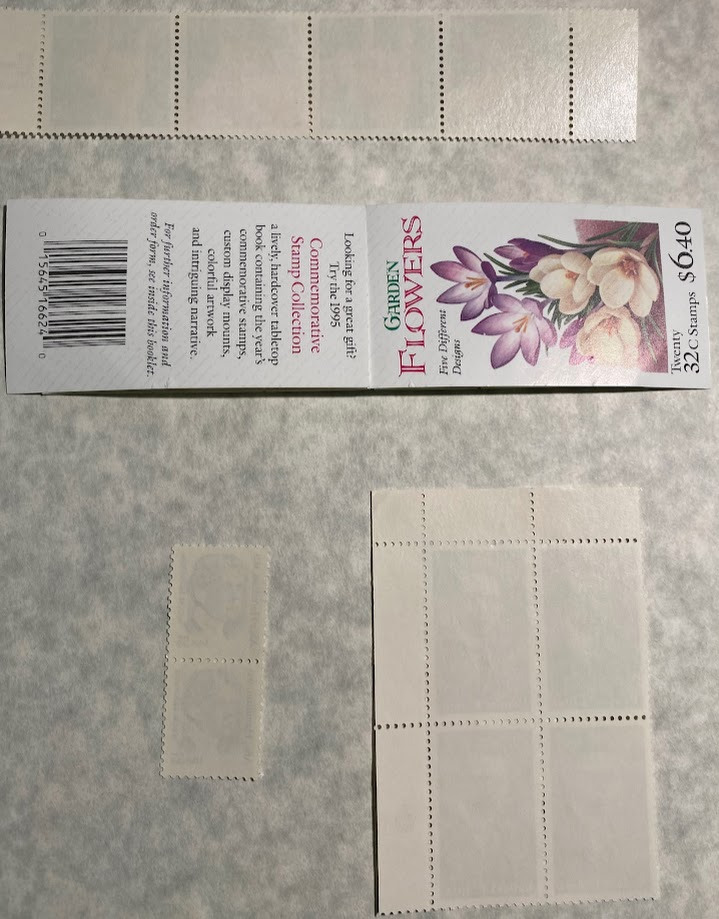 Twenty
32C Stamps $6.40
GARDEN
FLOWERS
Five Different
Designs
Looking for a great gift?
Try the 1995
Commemorative
Stamp Collection
a lively, hardcover tabletop
book containing the year's
commemorative stamps,
custom display mounts,
colorful artwork
and intriguing narrative.
For further information and
order form, see inside this booklet.
0 15645 16624 0